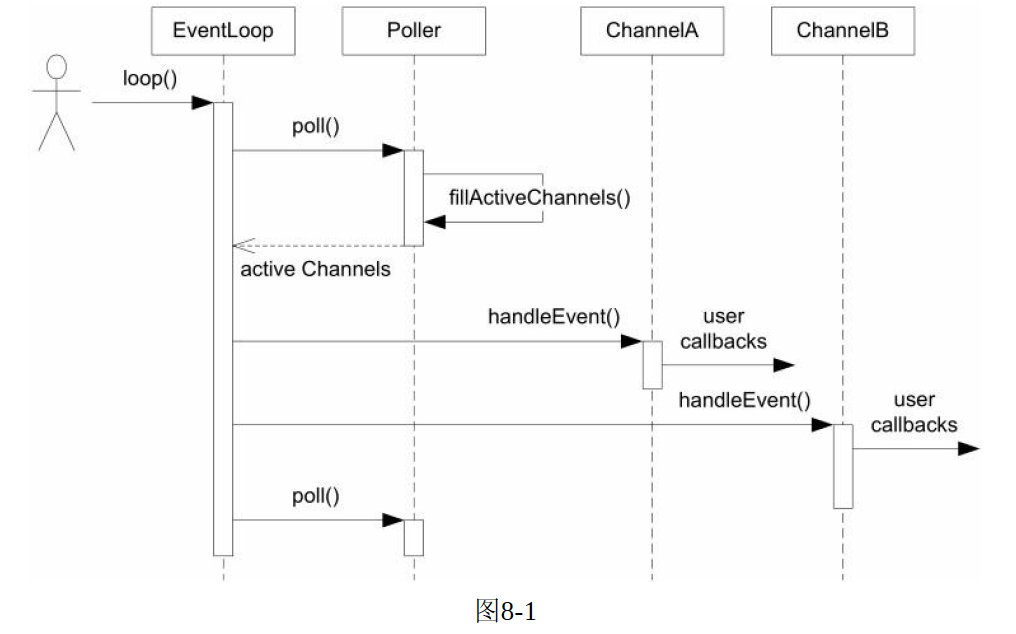 EventLoop
Poller
ChannelA
ChannelB
loop()
poll()
fillActiveChannels()
active Channels
handleEvent()
user
callbacks
handleEvent()
user
callbacks
poll()
图8-1